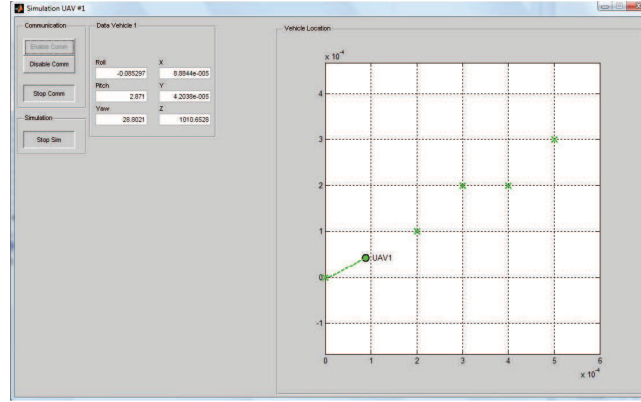 Simulation UAV #1
Communication
Enable Comm
Disable Comm
Stop Comm
Simulation
Stop Sim
Data Vehicle 1
Roll
X
-0.085297
8.8844e-005
Pitch
Y
2.871
4.2038e-005
Yaw
Z
28.8021
1010.6528
Vehicle Location
x 10-4
4
3
2
1
0
-1
UAV1
0 1 2 3 4 5 6
x 10-4